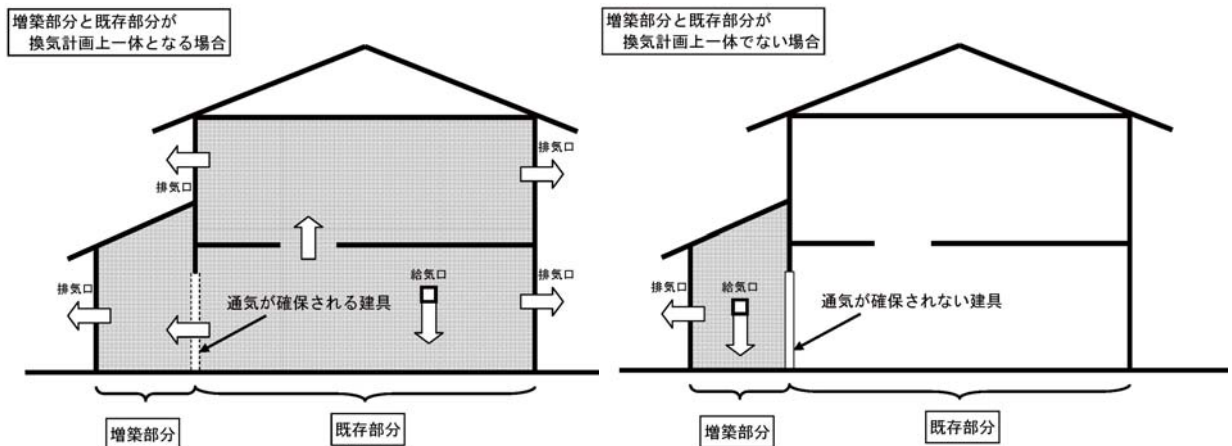 増築部分と既存部分が
換気計画上一体となる場合
排気口
排気口
排気口
給気口
排気口
通気が確保される建具
増築部分
既存部分
増築部分と既存部分が
換気計画上一体でない場合
排気口
給気口
通気が確保されない建具
増築部分
既存部分